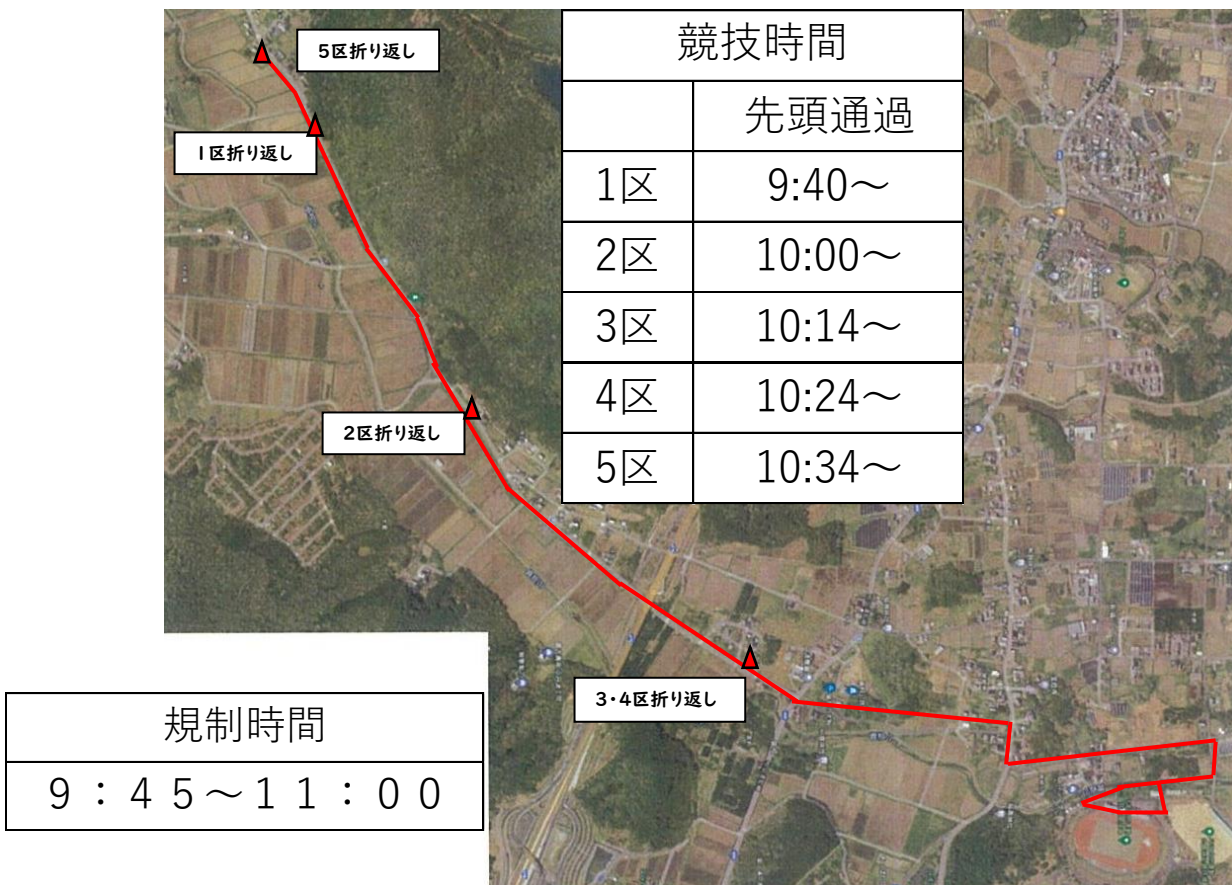 5区折り返し
1区折り返し
2区折り返し
3・4区折り返し
競技時間
先頭通過
1区 9:40～
2区 10:00～
3区 10:14～
4区 10:24～
5区 10:34～
規制時間
９：４５～１１：００